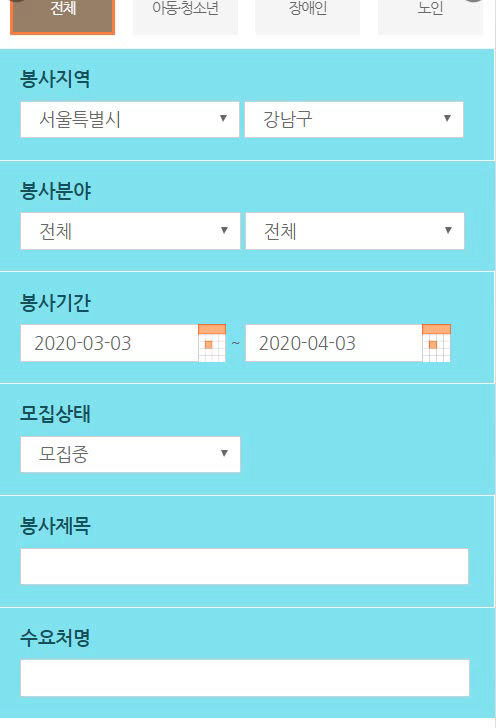 전체 아동·청소년 장애인 노인
봉사지역
서울특별시 ▼ 강남구 ▼
봉사분야
전체 ▼ 전체 ▼
봉사기간
2020-03-03 ~ 2020-04-03
모집상태
모집중 ▼
봉사제목
수요처명